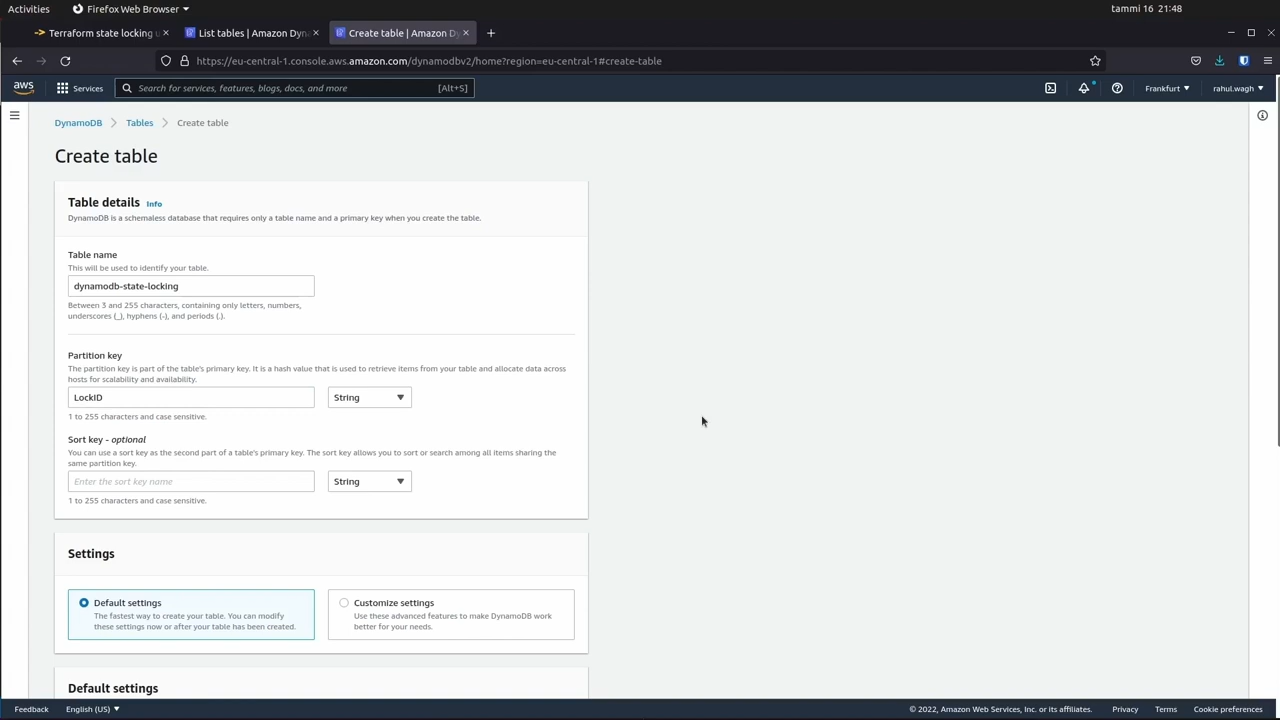 Activities
Firefox Web Browser
tammi 16 21:48
Terraform state locking u
List tables | Amazon Dyna
Create table | Amazon Dy
https://eu-central-1.console.aws.amazon.com/dynamodbv2/home?region=eu-central-1#create-table
aws
Services
Search for services, features, blogs, docs, and more
[Alt+S]
Frankfurt
rahul.wagh
DynamoDB
Tables
Create table
Create table
Table details
Info
DynamoDB is a schemaless database that requires only a table name and a primary key when you create the table.
Table name
This will be used to identify your table.
dynamodb-state-locking
Between 3 and 255 characters, containing only letters, numbers,
underscores (_), hyphens (-), and periods (.).
Partition key
The partition key is part of the table's primary key. It is a hash value that is used to retrieve items from your table and allocate data across
hosts for scalability and availability.
LockID
String
1 to 255 characters and case sensitive.
Sort key - optional
You can use a sort key as the second part of a table's primary key. The sort key allows you to sort or search among all items sharing the
same partition key.
Enter the sort key name
String
1 to 255 characters and case sensitive.
Settings
Default settings
The fastest way to create your table. You can modify
these settings now or after your table has been created.
Customize settings
Use these advanced features to make DynamoDB work
better for your needs.
Default settings
Feedback
English (US)
© 2022, Amazon Web Services, Inc. or its affiliates.
Privacy
Terms
Cookie preferences